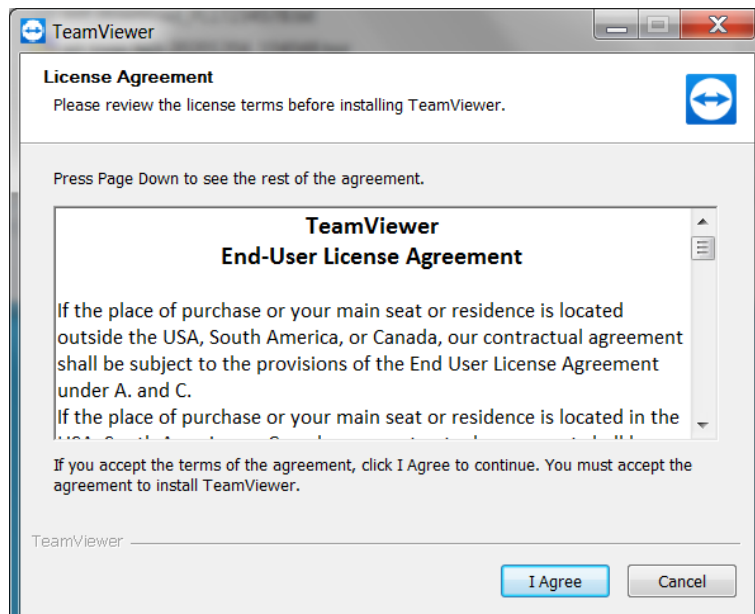 TeamViewer
License Agreement
Please review the license terms before installing TeamViewer.
Press Page Down to see the rest of the agreement.
TeamViewer
End-User License Agreement
If the place of purchase or your main seat or residence is located
outside the USA, South America, or Canada, our contractual agreement
shall be subject to the provisions of the End User License Agreement
under A. and C.
If the place of purchase or your main seat or residence is located in the
If you accept the terms of the agreement, click I Agree to continue. You must accept the
agreement to install TeamViewer.
TeamViewer
I Agree
Cancel